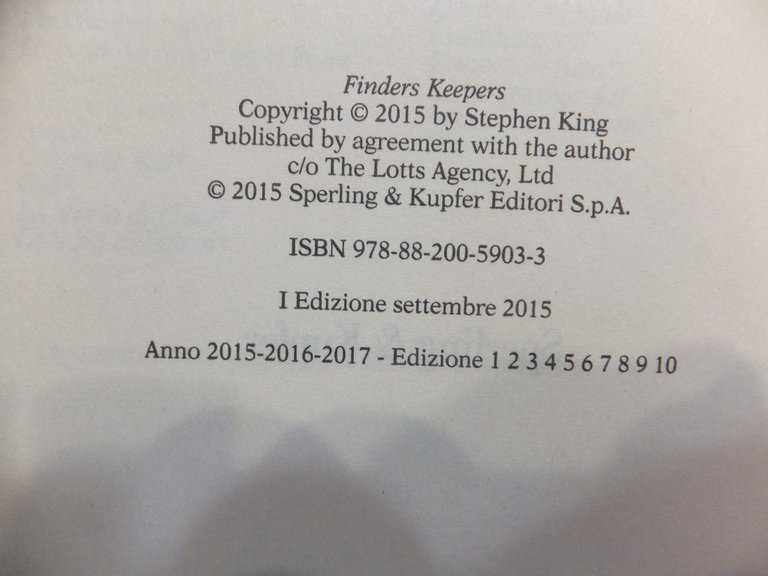 Finders Keepers
Copyright © 2015 by Stephen King
Published by agreement with the author
c/o The Lotts Agency, Ltd
© 2015 Sperling & Kupfer Editori S.p.A.
ISBN 978-88-200-5903-3
I Edizione settembre 2015
Anno 2015-2016-2017 - Edizione 1 2 3 4 5 6 7 8 9 10